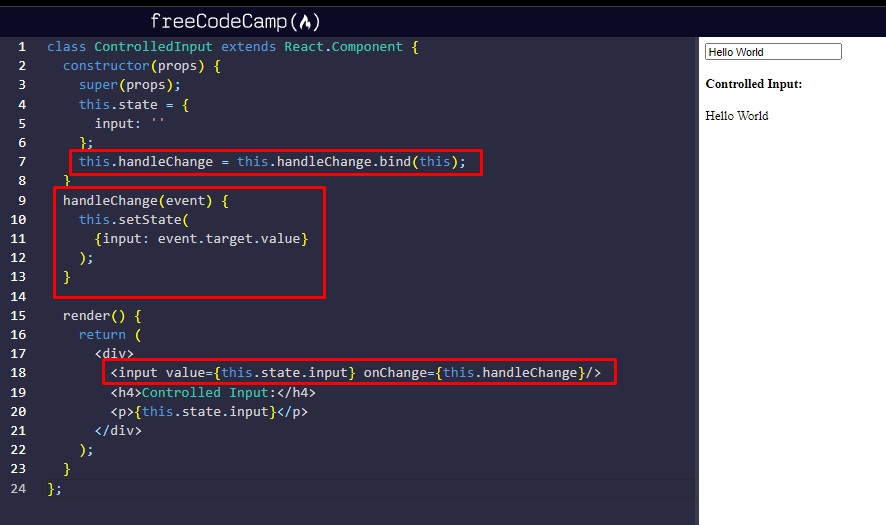 freeCodeCamp(🔥)
1 class ControlledInput extends React.Component {
2 constructor(props) {
3 super(props);
4 this.state = {
5 input: ''
6 };
7 this.handleChange = this.handleChange.bind(this);
8 }
9 handleChange(event) {
10 this.setState(
11 {input: event.target.value}
12 );
13 }
14
15 render() {
16 return (
17 <div>
18 <input value={this.state.input} onChange={this.handleChange}/>
19 <h4>Controlled Input:</h4>
20 <p>{this.state.input}</p>
21 </div>
22 );
23 }
24 };
Hello World
Controlled Input:
Hello World